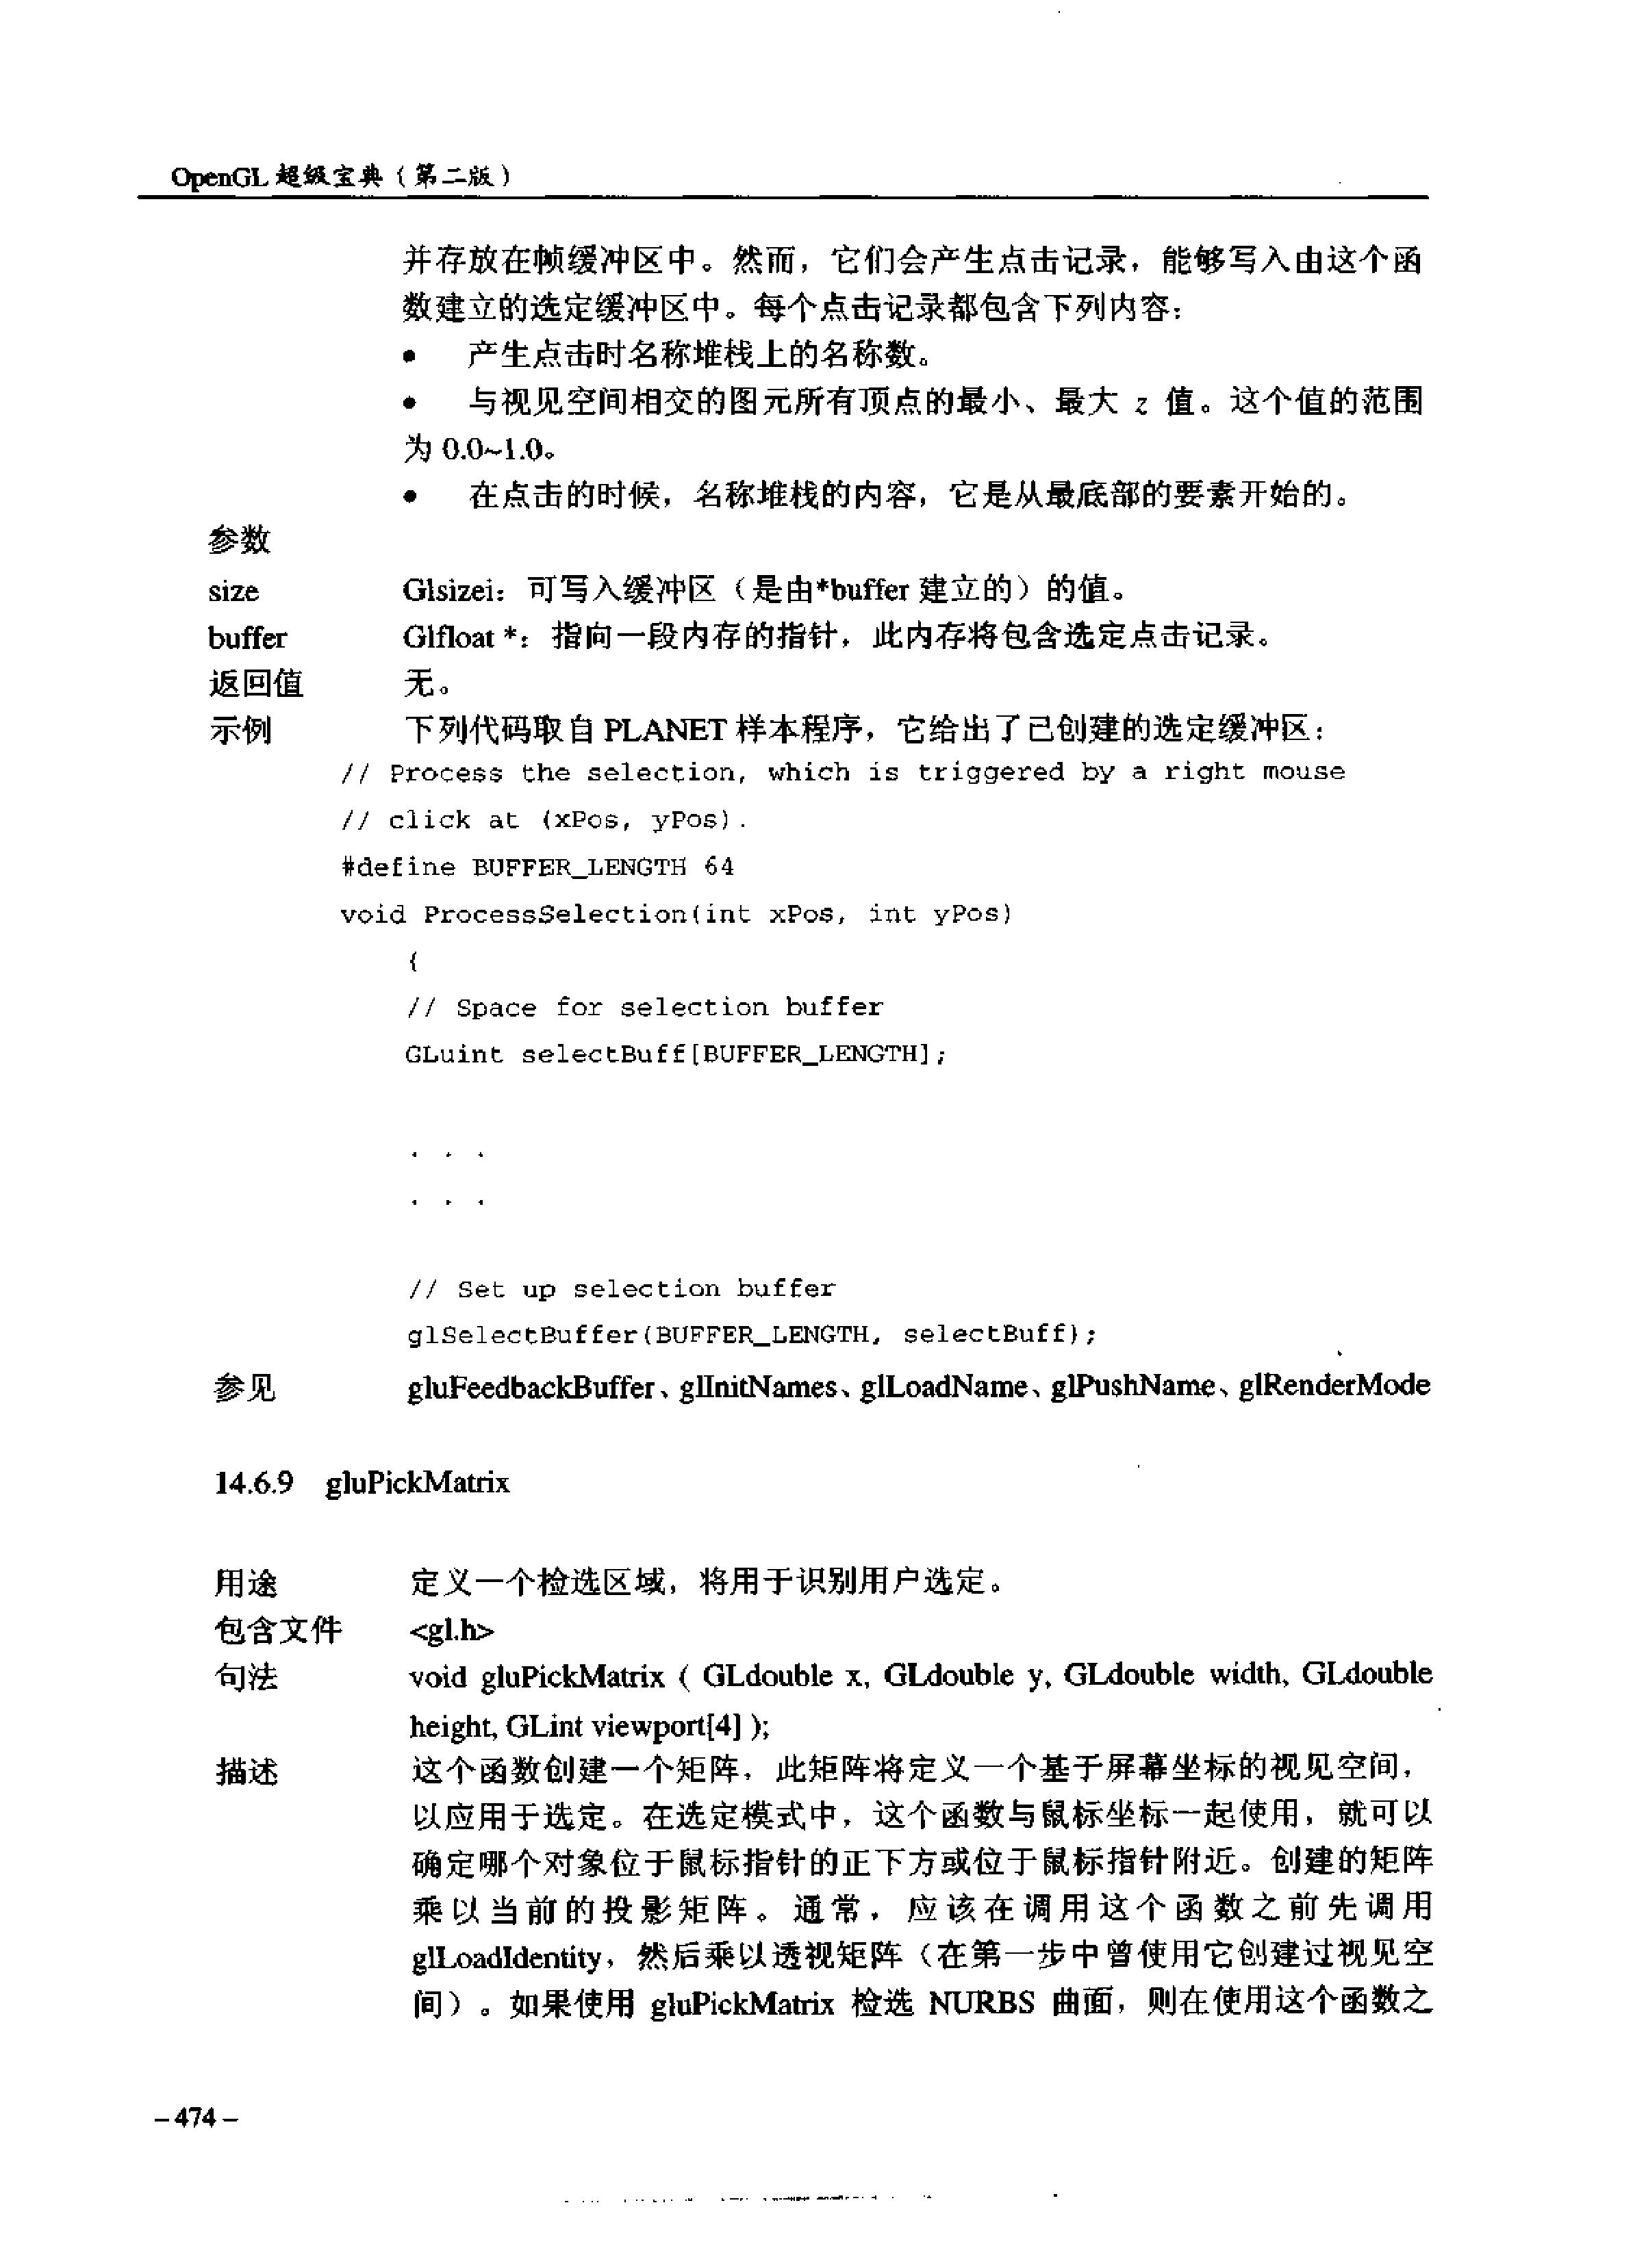 OpenGL 超级宝典（第二版）
并存放在帧缓冲区中。然而，它们会产生点击记录，能够写入由这个函
数建立的选定缓冲区中。每个点击记录都包含下列内容：
● 产生点击时名称堆栈上的名称数。
● 与视见空间相交的图元所有顶点的最小、最大 z 值。这个值的范围
为 0.0~1.0。
● 在点击的时候，名称堆栈的内容，它是从最底部的要素开始的。
参数
size Glsizei：可写入缓冲区（是由*buffer 建立的）的值。
buffer Glfloat *：指向一段内存的指针，此内存将包含选定点击记录。
返回值 无。
示例 下列代码取自 PLANET 样本程序，它给出了已创建的选定缓冲区：
// Process the selection, which is triggered by a right mouse
// click at (xPos, yPos).
#define BUFFER_LENGTH 64
void ProcessSelection(int xPos, int yPos)
{
// Space for selection buffer
GLuint selectBuff[BUFFER_LENGTH];
. . .
. . .
// Set up selection buffer
glSelectBuffer(BUFFER_LENGTH, selectBuff);
参见 gluFeedbackBuffer、glInitNames、glLoadName、glPushName、glRenderMode
14.6.9 gluPickMatrix
用途 定义一个检选区域，将用于识别用户选定。
包含文件 <gl.h>
句法 void gluPickMatrix ( GLdouble x, GLdouble y, GLdouble width, GLdouble
height, GLint viewport[4] );
描述 这个函数创建一个矩阵，此矩阵将定义一个基于屏幕坐标的视见空间，
以应用于选定。在选定模式中，这个函数与鼠标坐标一起使用，就可以
确定哪个对象位于鼠标指针的正下方或位于鼠标指针附近。创建的矩阵
乘以当前的投影矩阵。通常，应该在调用这个函数之前先调用
glLoadIdentity，然后乘以透视矩阵（在第一步中曾使用它创建过视见空
间）。如果使用 gluPickMatrix 检选 NURBS 曲面，则在使用这个函数之
– 474 –